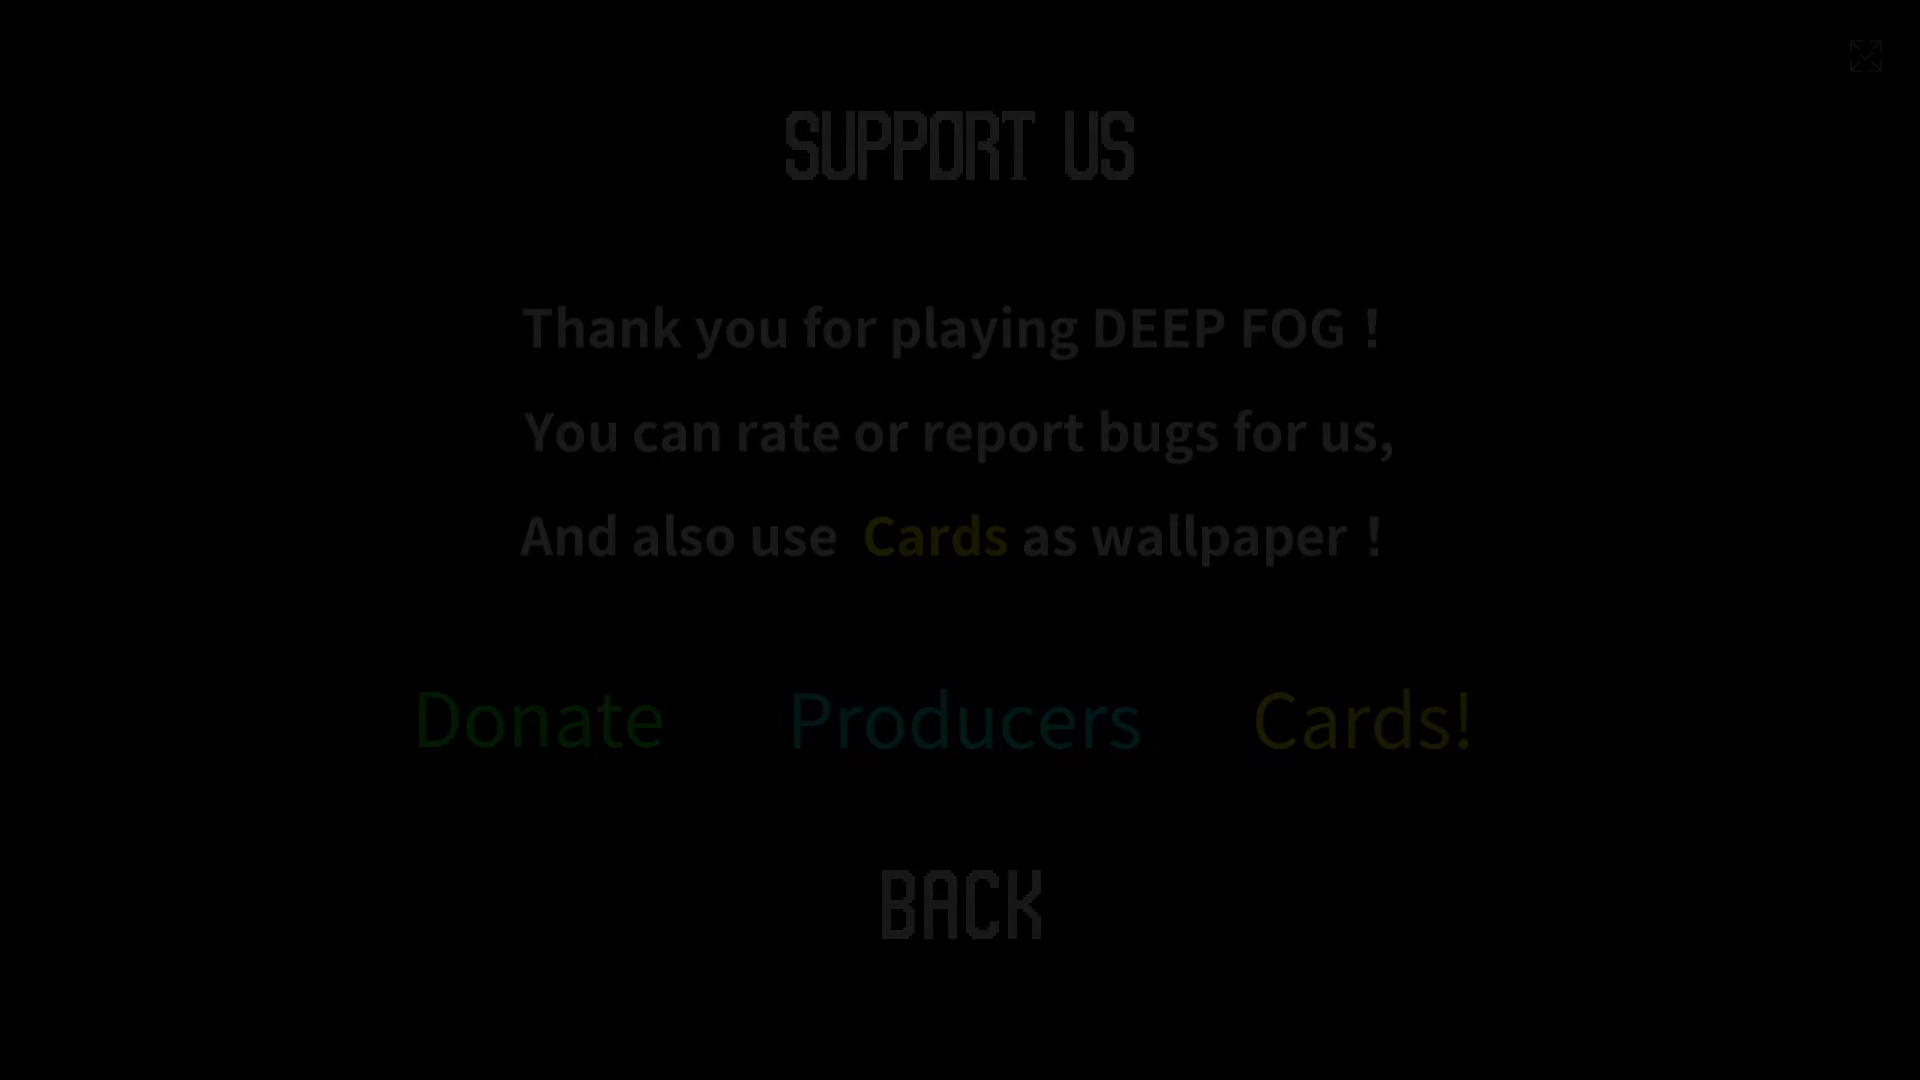 SUPPORT US
Thank you for playing DEEP FOG !
You can rate or report bugs for us,
And also use Cards as wallpaper !
Donate Producers Cards!
BACK